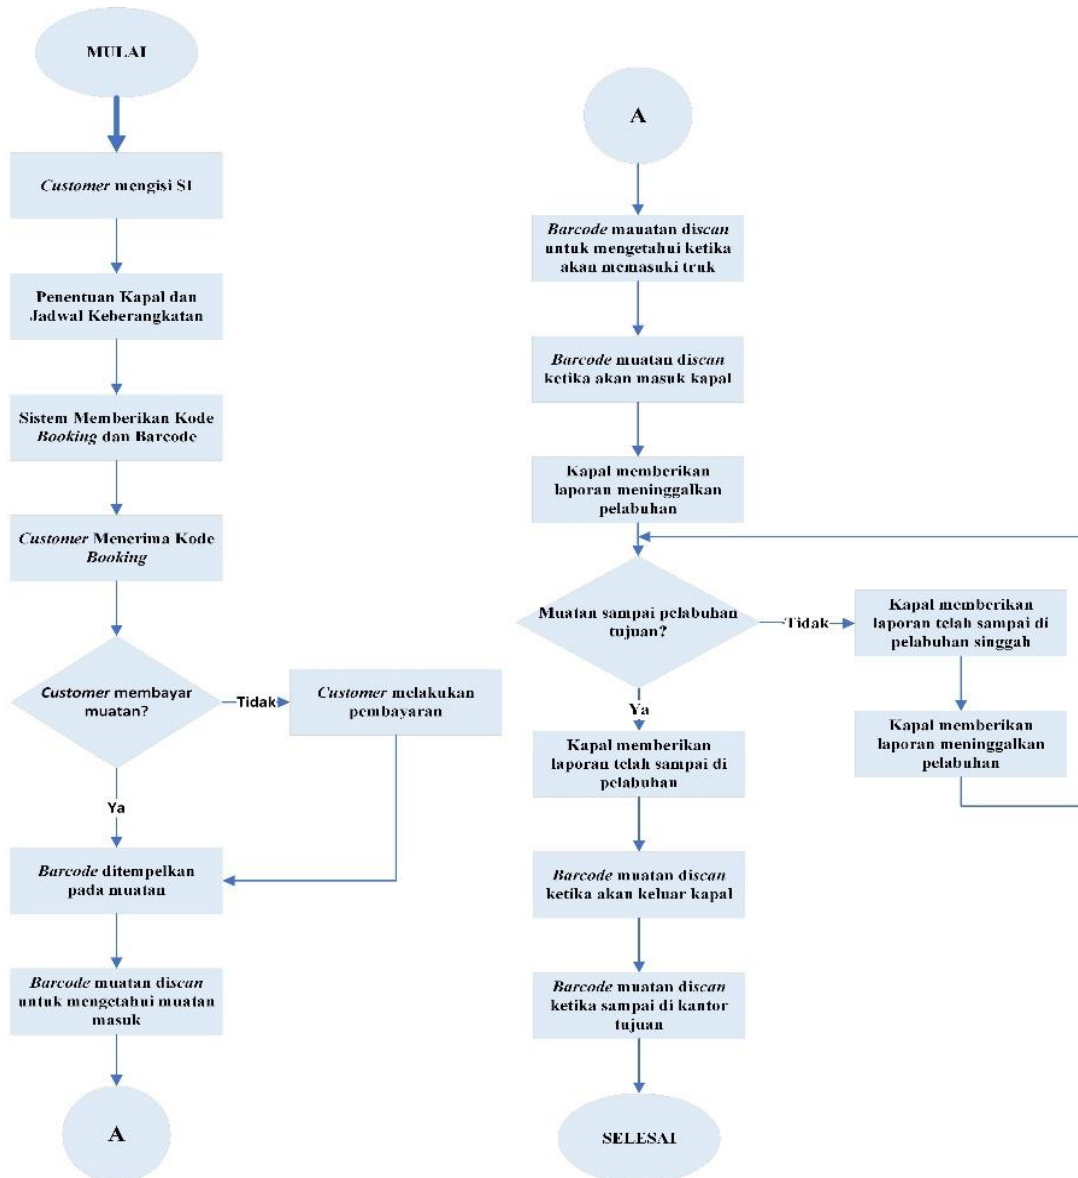 MULAI
Customer mengisi SI
Penentuan Kapal dan
Jadwal Keberangkatan
Sistem Memberikan Kode
Booking dan Barcode
Customer Menerima Kode
Booking
Customer membayar
muatan?
Tidak
Customer melakukan
pembayaran
Ya
Barcode ditempelkan
pada muatan
Barcode muatan discan
untuk mengetahui muatan
masuk
A
A
Barcode mauatan discan
untuk mengetahui ketika
akan memasuki truk
Barcode muatan discan
ketika akan masuk kapal
Kapal memberikan
laporan meninggalkan
pelabuhan
Muatan sampai pelabuhan
tujuan?
Tidak
Kapal memberikan
laporan telah sampai di
pelabuhan singgah
Kapal memberikan
laporan meninggalkan
pelabuhan
Ya
Kapal memberikan
laporan telah sampai di
pelabuhan
Barcode muatan discan
ketika akan keluar kapal
Barcode muatan discan
ketika sampai di kantor
tujuan
SELESAI